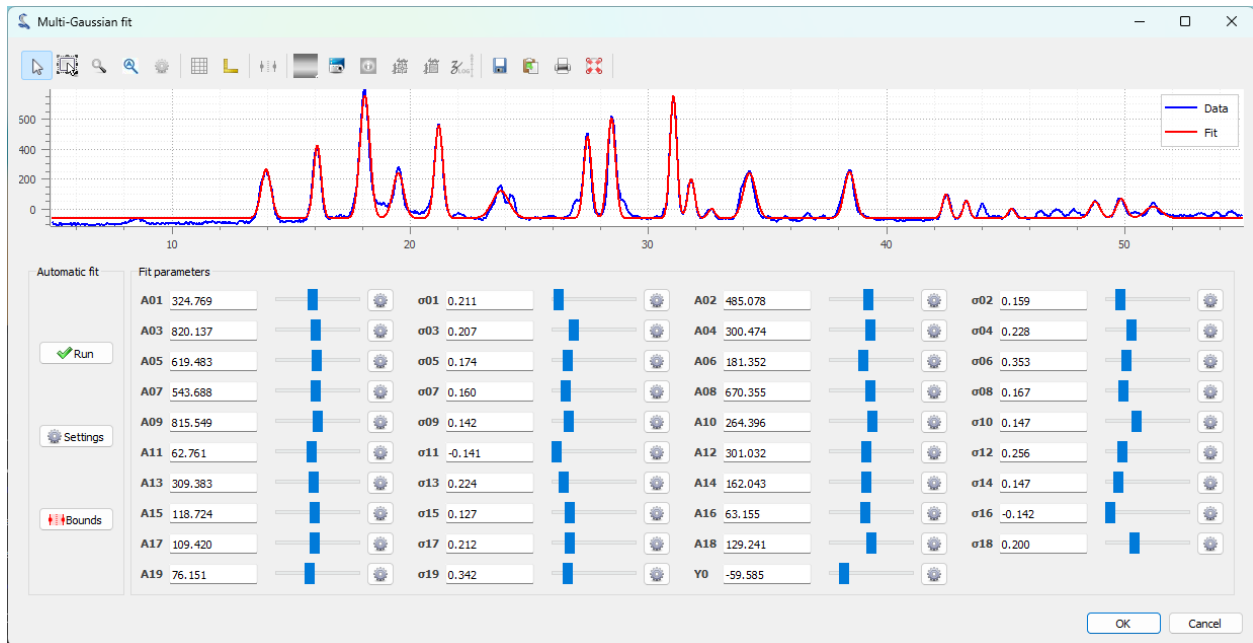 Multi-Gaussian fit
600
400
200
0
Data
Fit
10 20 30 40 50
Automatic fit
Run
Settings
Bounds
Fit parameters
A01 324.769 σ01 0.211 A02 485.078 σ02 0.159
A03 820.137 σ03 0.207 A04 300.474 σ04 0.228
A05 619.483 σ05 0.174 A06 181.352 σ06 0.353
A07 543.688 σ07 0.160 A08 670.355 σ08 0.167
A09 815.549 σ09 0.142 A10 264.396 σ10 0.147
A11 62.761 σ11 -0.141 A12 301.032 σ12 0.256
A13 309.383 σ13 0.224 A14 162.043 σ14 0.147
A15 118.724 σ15 0.127 A16 63.155 σ16 -0.142
A17 109.420 σ17 0.212 A18 129.241 σ18 0.200
A19 76.151 σ19 0.342 Y0 -59.585
OK Cancel